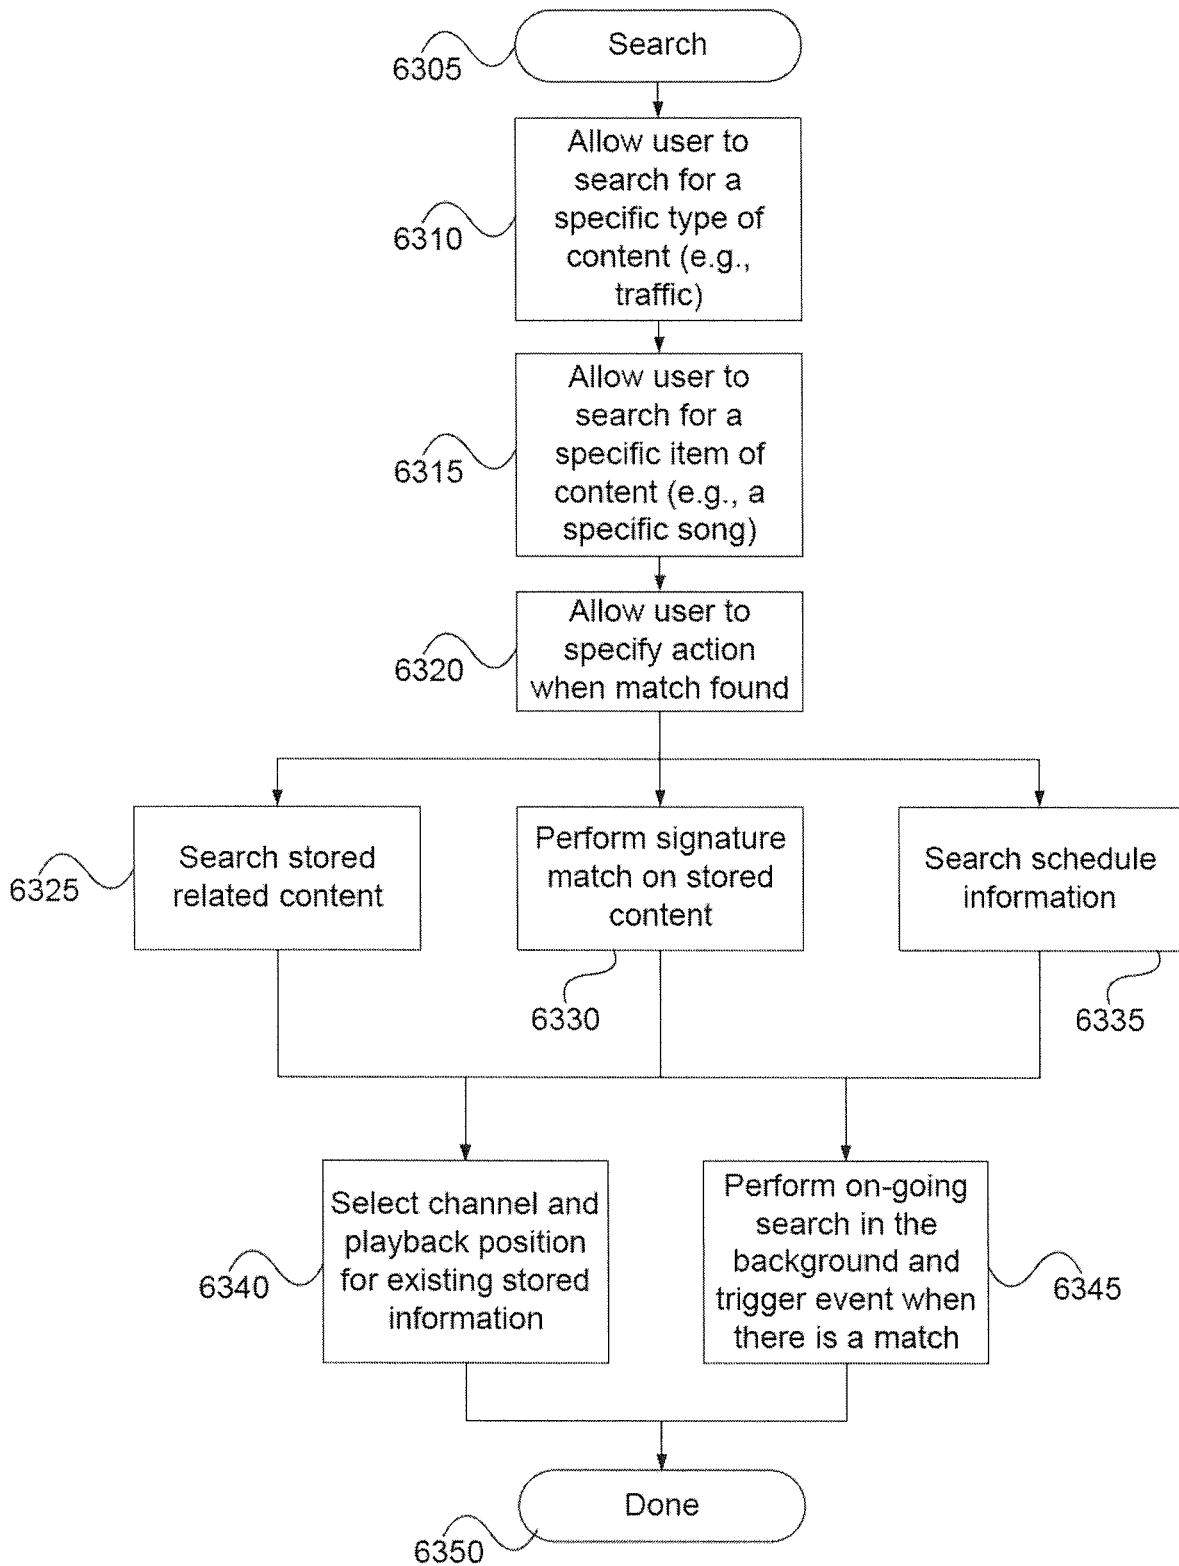 Search
6305
Allow user to
search for a
specific type of
content (e.g.,
traffic)
6310
Allow user to
search for a
specific item of
content (e.g., a
specific song)
6315
Allow user to
specify action
when match found
6320
Search stored
related content
6325
Perform signature
match on stored
content
6330
Search schedule
information
6335
Select channel and
playback position
for existing stored
information
6340
Perform on-going
search in the
background and
trigger event when
there is a match
6345
Done
6350